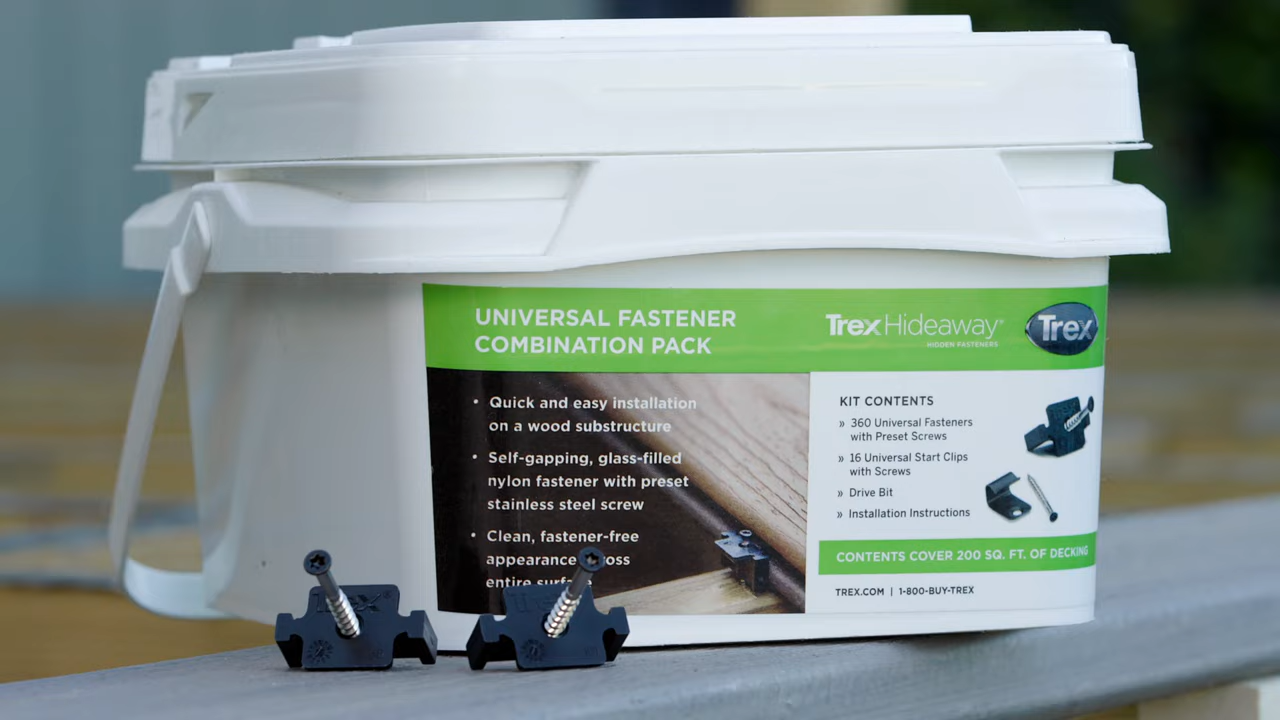 UNIVERSAL FASTENER
COMBINATION PACK
Trex Hideaway®
HIDDEN FASTENERS
Trex
• Quick and easy installation
on a wood substructure
• Self-gapping, glass-filled
nylon fastener with preset
stainless steel screw
• Clean, fastener-free
appearance
entire
KIT CONTENTS
» 360 Universal Fasteners
with Preset Screws
» 16 Universal Start Clips
with Screws
» Drive Bit
» Installation Instructions
CONTENTS COVER 200 SQ. FT. OF DECKING
TREX.COM | 1-800-BUY-TREX